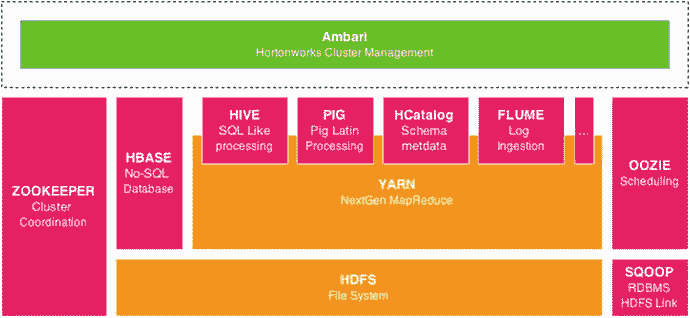 Ambari
Hortonworks Cluster Management
ZOOKEEPER
Cluster
Coordination
HBASE
No-SQL
Database
HIVE
SQL Like
processing
PIG
Pig Latin
Processing
HCatalog
Schema
metdata
FLUME
Log
Ingestion
...
YARN
NextGen MapReduce
OOZIE
Scheduling
HDFS
File System
SQOOP
RDBMS
HDFS Link